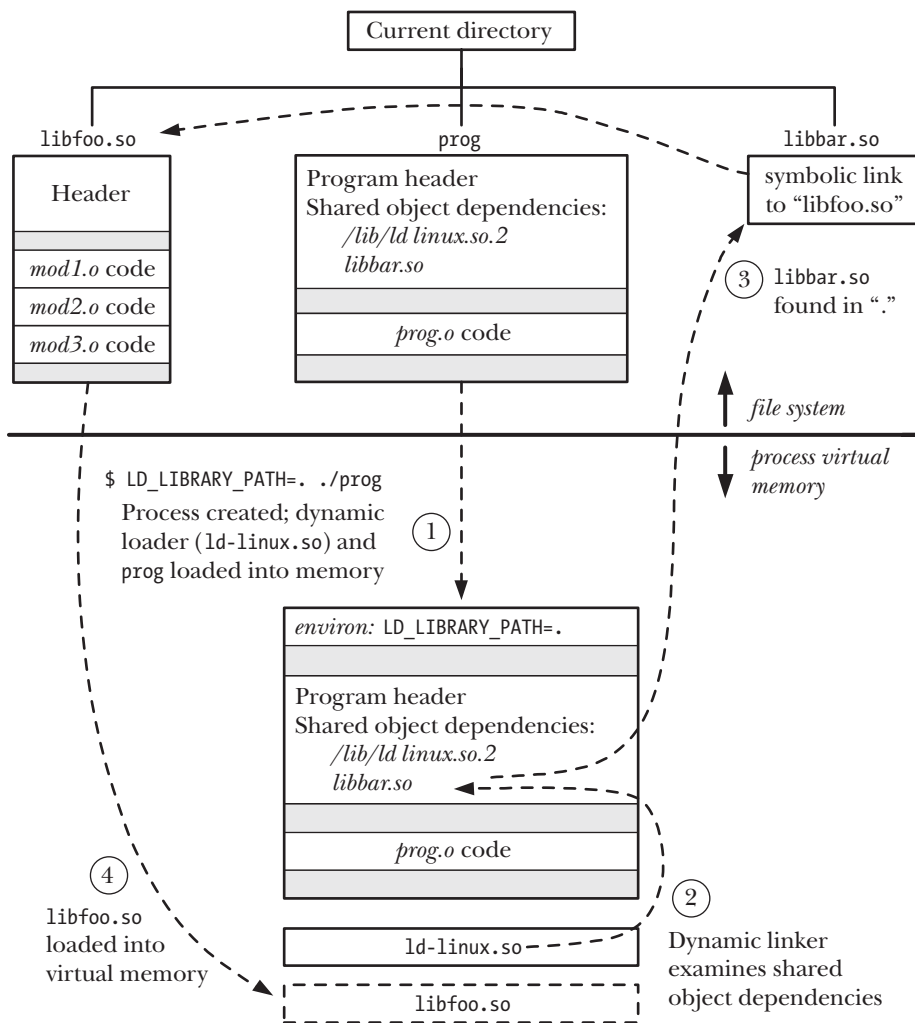 Current directory
libfoo.so
prog
libbar.so
Header
mod1.o code
mod2.o code
mod3.o code
Program header
Shared object dependencies:
/lib/ld linux.so.2
libbar.so
prog.o code
symbolic link
to “libfoo.so”
3
libbar.so
found in “.”
file system
process virtual
memory
$ LD_LIBRARY_PATH=. ./prog
Process created; dynamic
loader (ld-linux.so) and
prog loaded into memory
1
environ: LD_LIBRARY_PATH=.
Program header
Shared object dependencies:
/lib/ld linux.so.2
libbar.so
prog.o code
4
libfoo.so
loaded into
virtual memory
2
Dynamic linker
examines shared
object dependencies
ld-linux.so
libfoo.so